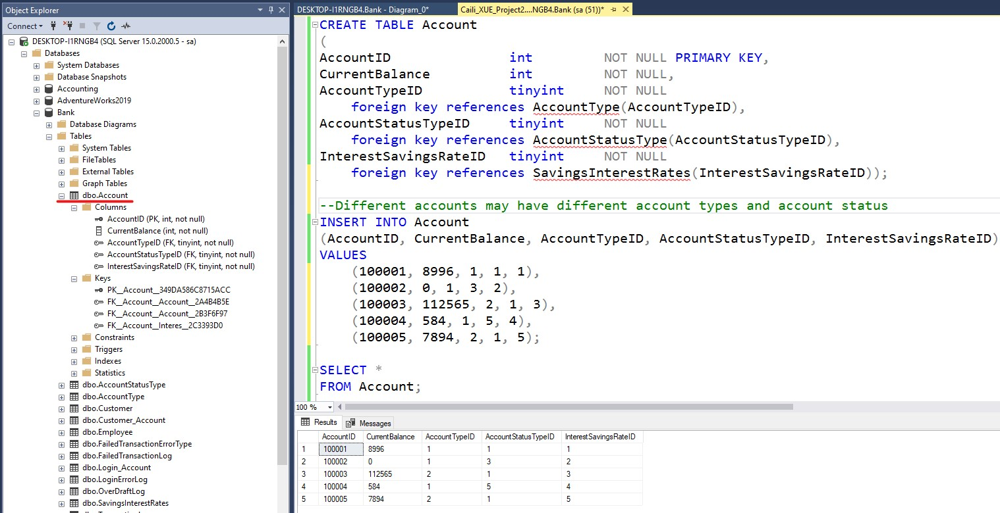 Object Explorer
Connect
DESKTOP-I1RNGB4 (SQL Server 15.0.2000.5 - sa)
Databases
System Databases
Database Snapshots
Accounting
AdventureWorks2019
Bank
Database Diagrams
Tables
System Tables
FileTables
External Tables
Graph Tables
dbo.Account
Columns
AccountID (PK, int, not null)
CurrentBalance (int, not null)
AccountTypeID (FK, tinyint, not null)
AccountStatusTypeID (FK, tinyint, not null)
InterestSavingsRateID (FK, tinyint, not null)
Keys
PK__Account__349DA586C8715ACC
FK__Account__Account__2A4B4B5E
FK__Account__Account__2B3F6F97
FK__Account__Interes__2C3393D0
Constraints
Triggers
Indexes
Statistics
dbo.AccountStatusType
dbo.AccountType
dbo.Customer
dbo.Customer_Account
dbo.Employee
dbo.FailedTransactionErrorType
dbo.FailedTransactionLog
dbo.Login_Account
dbo.LoginErrorLog
dbo.OverDraftLog
dbo.SavingsInterestRates
DESKTOP-I1RNGB4.Bank - Diagram_0*
Caili_XUE_Project2....NGB4.Bank (sa (51))*
CREATE TABLE Account
(
AccountID int NOT NULL PRIMARY KEY,
CurrentBalance int NOT NULL,
AccountTypeID tinyint NOT NULL
foreign key references AccountType(AccountTypeID),
AccountStatusTypeID tinyint NOT NULL
foreign key references AccountStatusType(AccountStatusTypeID),
InterestSavingsRateID tinyint NOT NULL
foreign key references SavingsInterestRates(InterestSavingsRateID));
--Different accounts may have different account types and account status
INSERT INTO Account
(AccountID, CurrentBalance, AccountTypeID, AccountStatusTypeID, InterestSavingsRateID)
VALUES
(100001, 8996, 1, 1, 1),
(100002, 0, 1, 3, 2),
(100003, 112565, 2, 1, 3),
(100004, 584, 1, 5, 4),
(100005, 7894, 2, 1, 5);
SELECT *
FROM Account;
100 %
Results Messages
AccountID CurrentBalance AccountTypeID AccountStatusTypeID InterestSavingsRateID
1 100001 8996 1 1 1
2 100002 0 1 3 2
3 100003 112565 2 1 3
4 100004 584 1 5 4
5 100005 7894 2 1 5